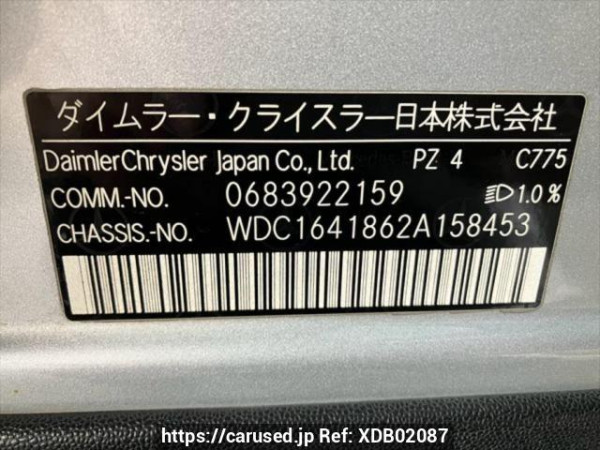 ダイムラー・クライスラー日本株式会社
DaimlerChrysler Japan Co., Ltd. PZ 4 C775
COMM.-NO. 0683922159 1.0%
CHASSIS.-NO. WDC1641862A158453
https://carused.jp Ref: XDB02087